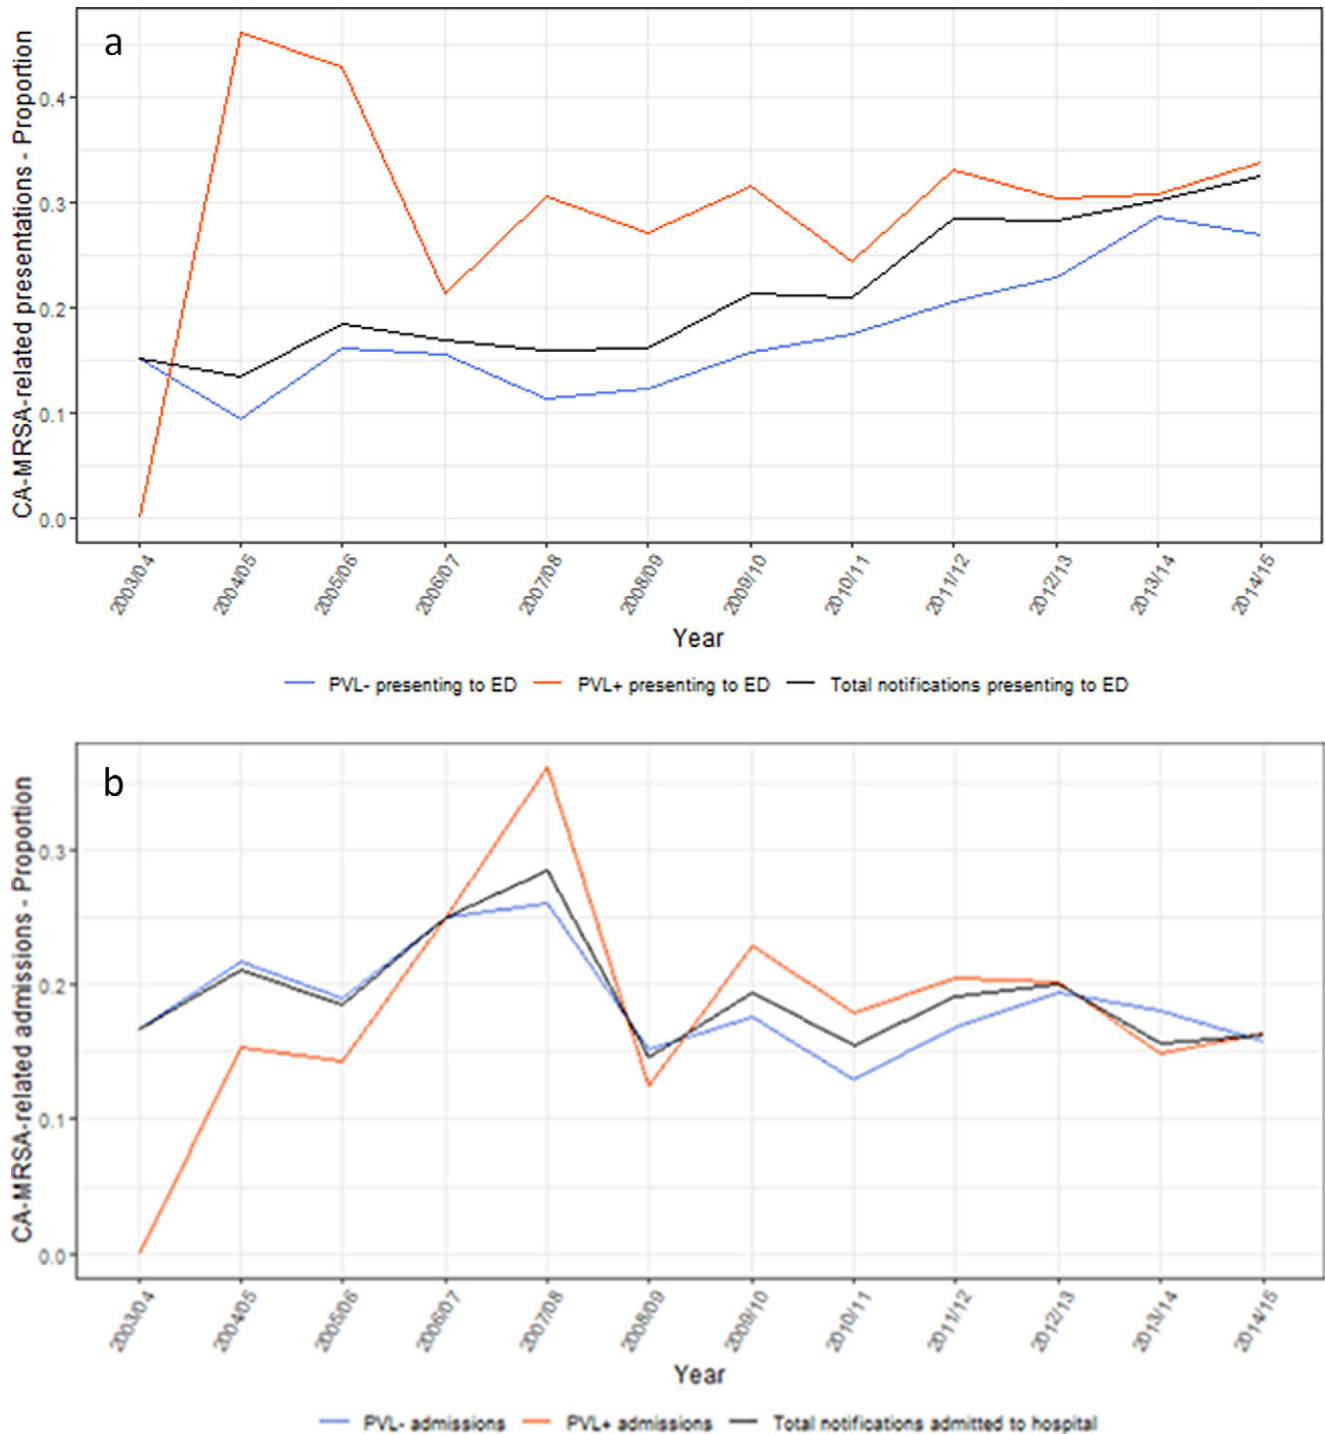 a
CA-MRSA-related presentations - Proportion
0.4
0.3
0.2
0.1
0.0
2003/04 2004/05 2005/06 2006/07 2007/08 2008/09 2009/10 2010/11 2011/12 2012/13 2013/14 2014/15
Year
PVL- presenting to ED PVL+ presenting to ED Total notifications presenting to ED
b
CA-MRSA-related admissions - Proportion
0.3
0.2
0.1
0.0
2003/04 2004/05 2005/06 2006/07 2007/08 2008/09 2009/10 2010/11 2011/12 2012/13 2013/14 2014/15
Year
PVL- admissions PVL+ admissions Total notifications admitted to hospital